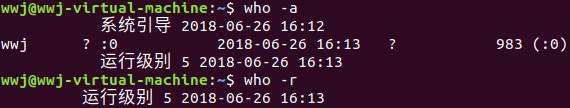 wwj@wwj-virtual-machine:~$ who -a
系统引导 2018-06-26 16:12
wwj ? :0 2018-06-26 16:13 ? 983 (:0)
运行级别 5 2018-06-26 16:13
wwj@wwj-virtual-machine:~$ who -r
运行级别 5 2018-06-26 16:13